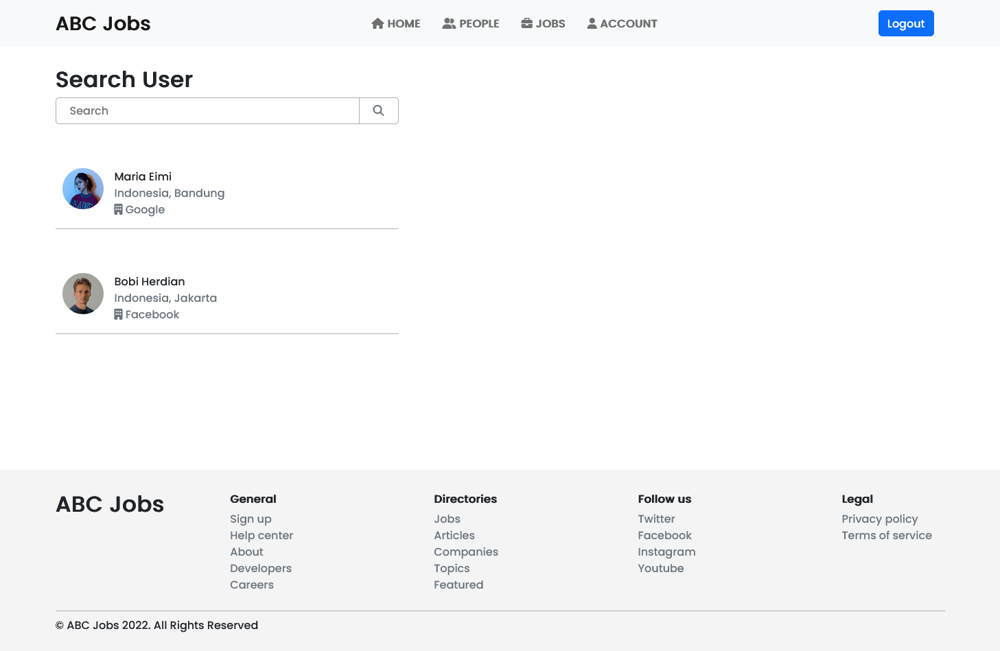 ABC Jobs
HOME
PEOPLE
JOBS
ACCOUNT
Logout
Search User
Search
Maria Eimi
Indonesia, Bandung
Google
Bobi Herdian
Indonesia, Jakarta
Facebook
ABC Jobs
General
Sign up
Help center
About
Developers
Careers
Directories
Jobs
Articles
Companies
Topics
Featured
Follow us
Twitter
Facebook
Instagram
Youtube
Legal
Privacy policy
Terms of service
© ABC Jobs 2022. All Rights Reserved